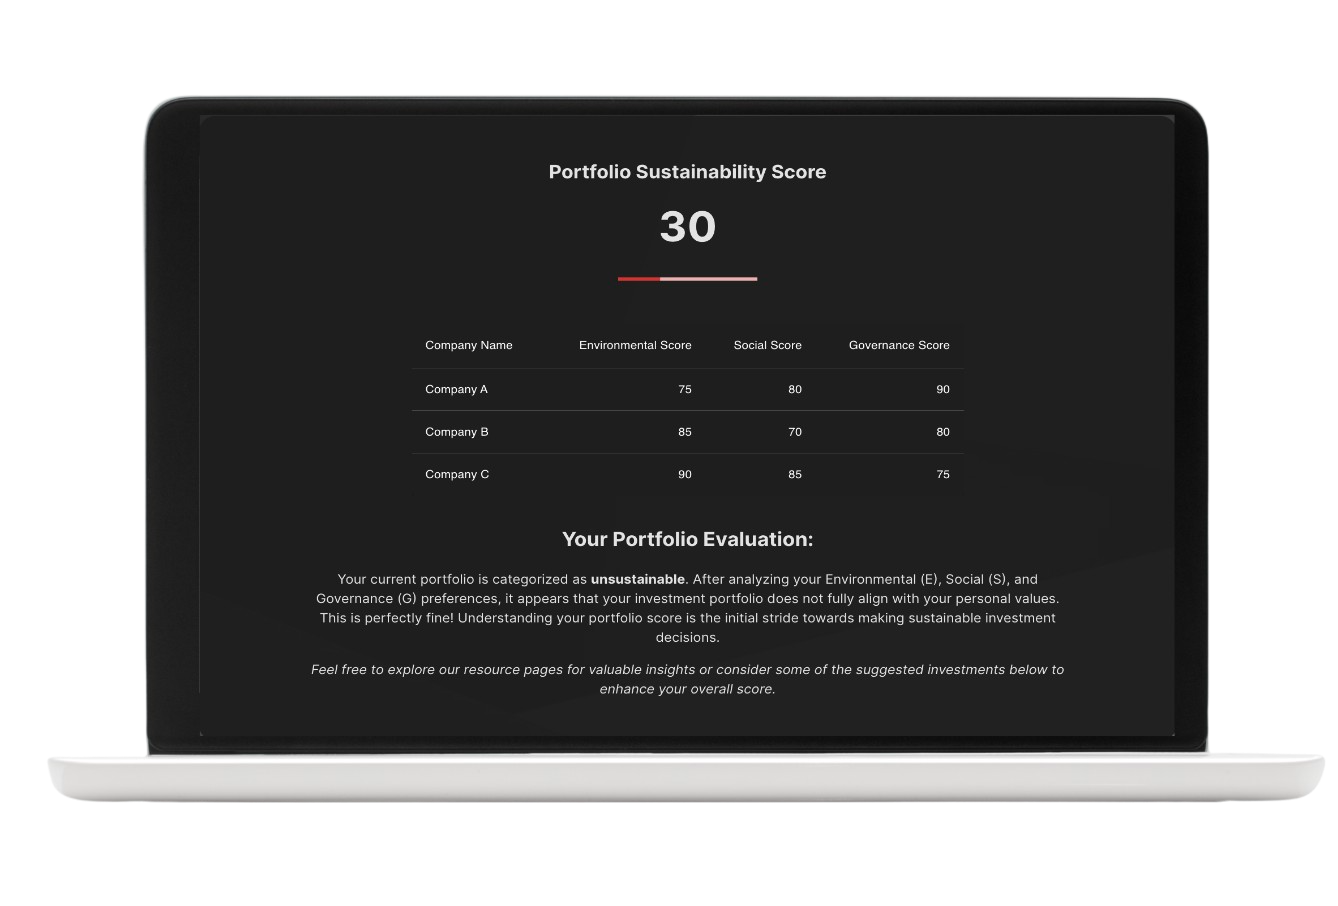 Portfolio Sustainability Score
30
Company Name Environmental Score Social Score Governance Score
Company A 75 80 90
Company B 85 70 80
Company C 90 85 75
Your Portfolio Evaluation:
Your current portfolio is categorized as unsustainable. After analyzing your Environmental (E), Social (S), and
Governance (G) preferences, it appears that your investment portfolio does not fully align with your personal values.
This is perfectly fine! Understanding your portfolio score is the initial stride towards making sustainable investment
decisions.
Feel free to explore our resource pages for valuable insights or consider some of the suggested investments below to
enhance your overall score.